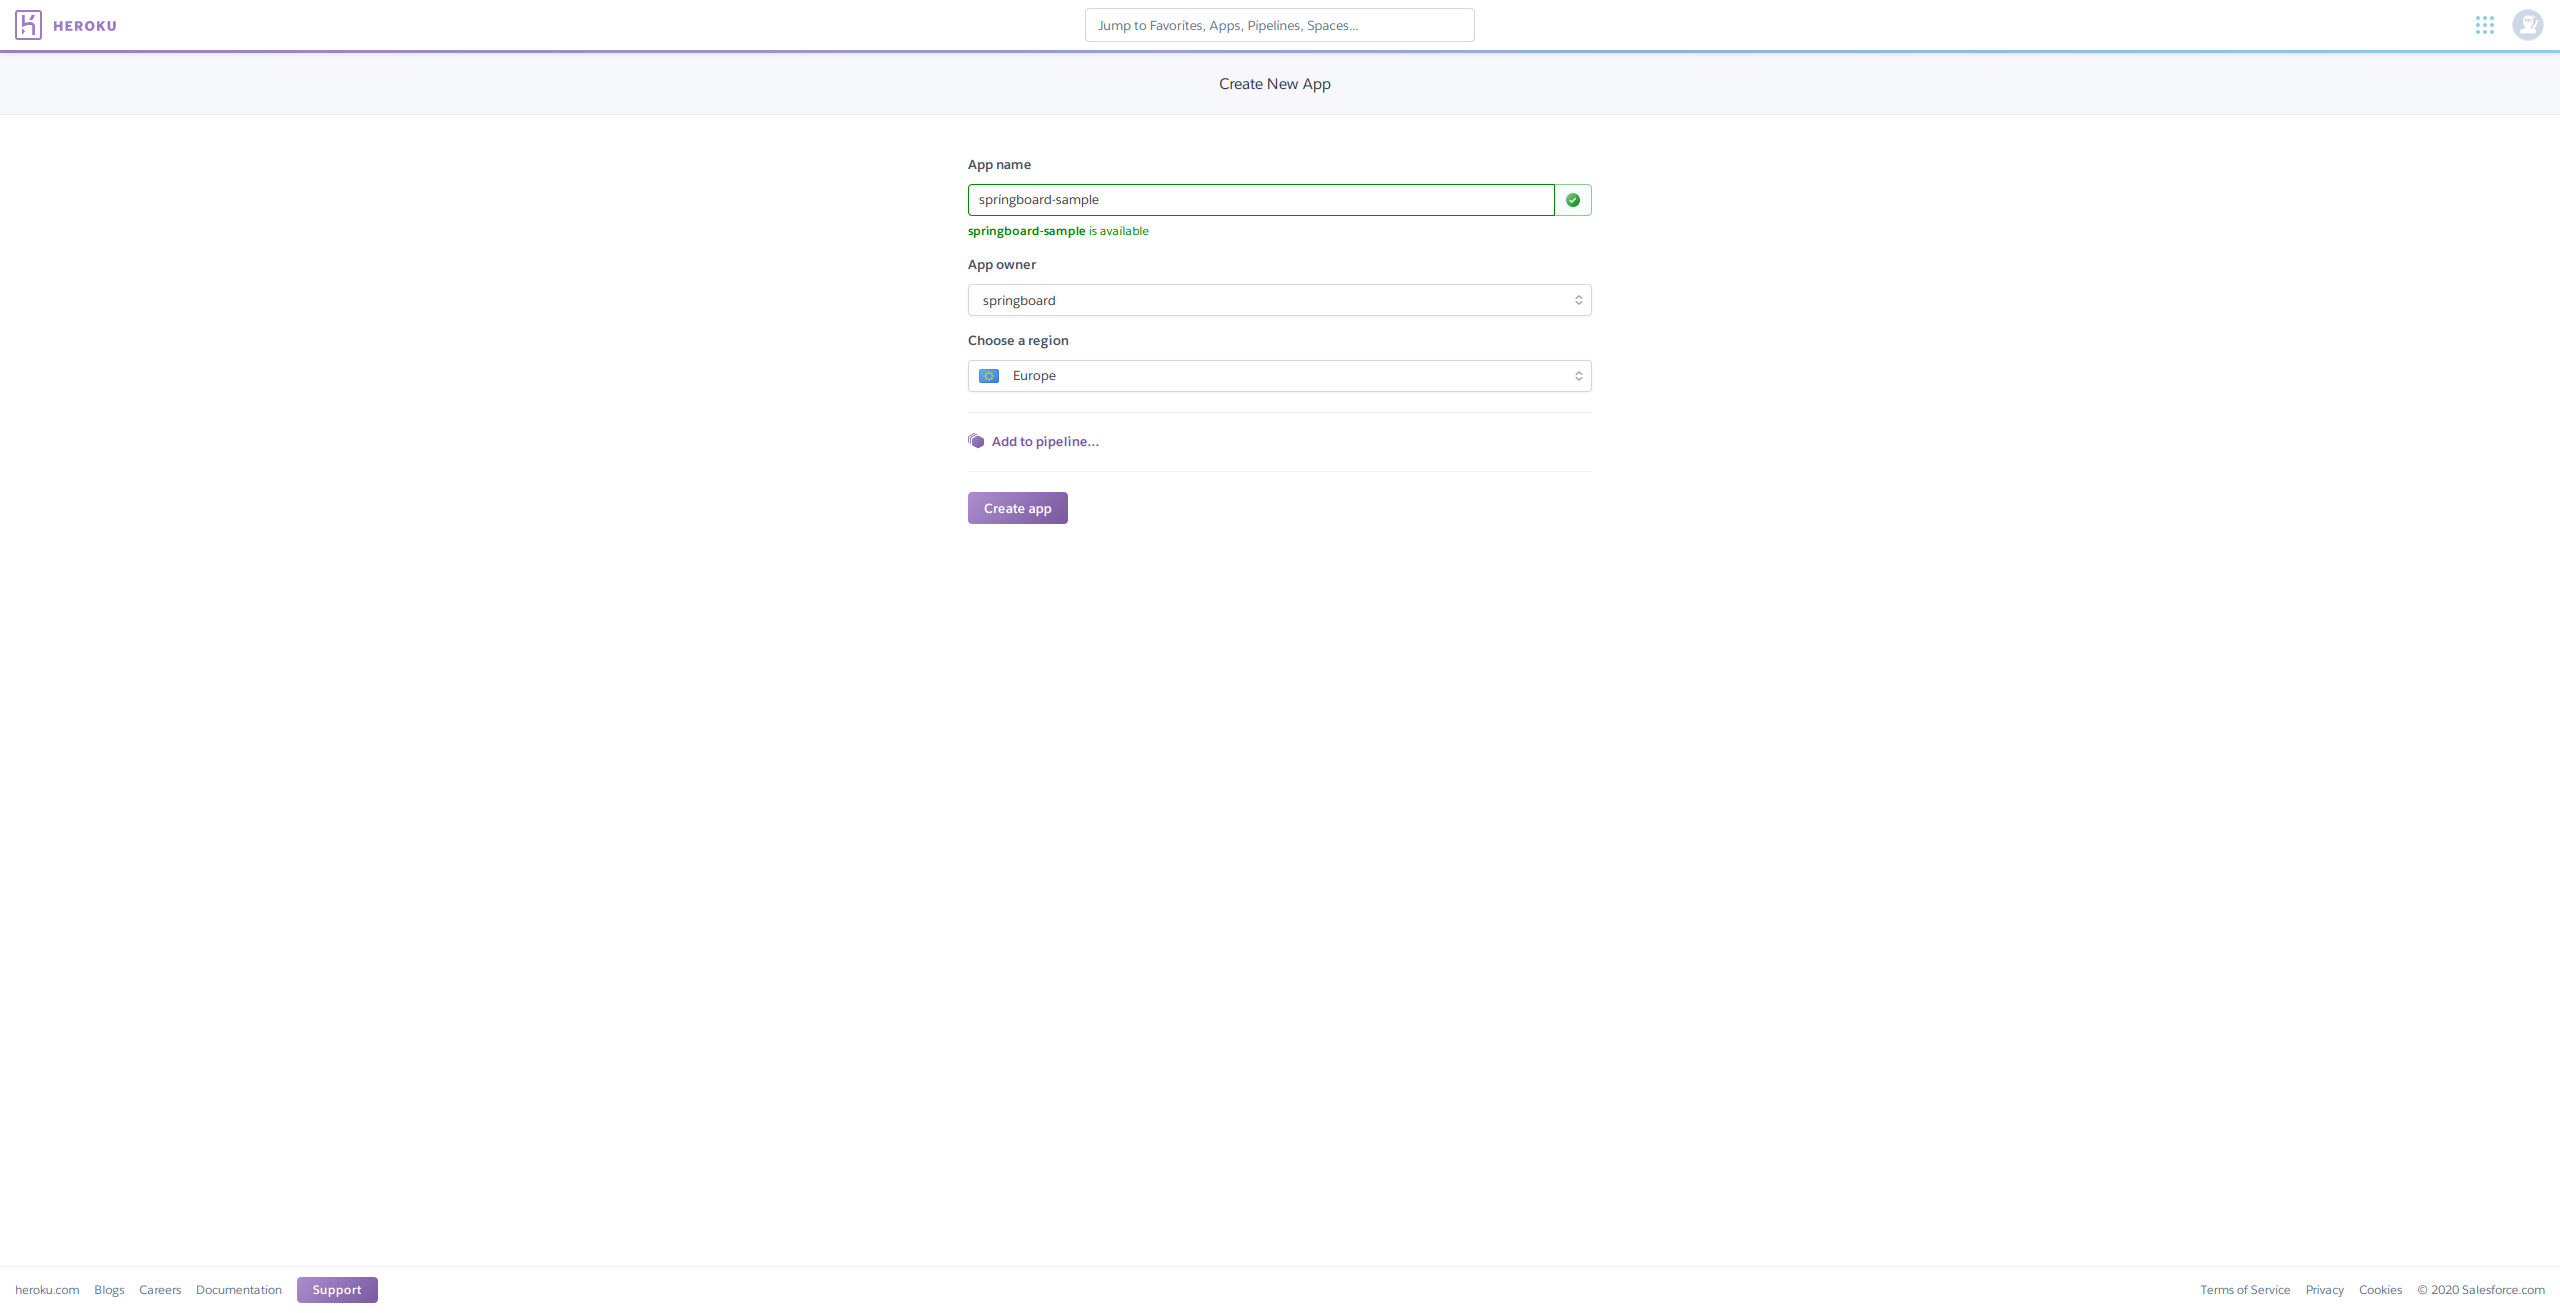 HEROKU
Jump to Favorites, Apps, Pipelines, Spaces...
Create New App
App name
springboard-sample
springboard-sample is available
App owner
springboard
Choose a region
Europe
Add to pipeline...
Create app
heroku.com Blogs Careers Documentation Support Terms of Service Privacy Cookies © 2020 Salesforce.com